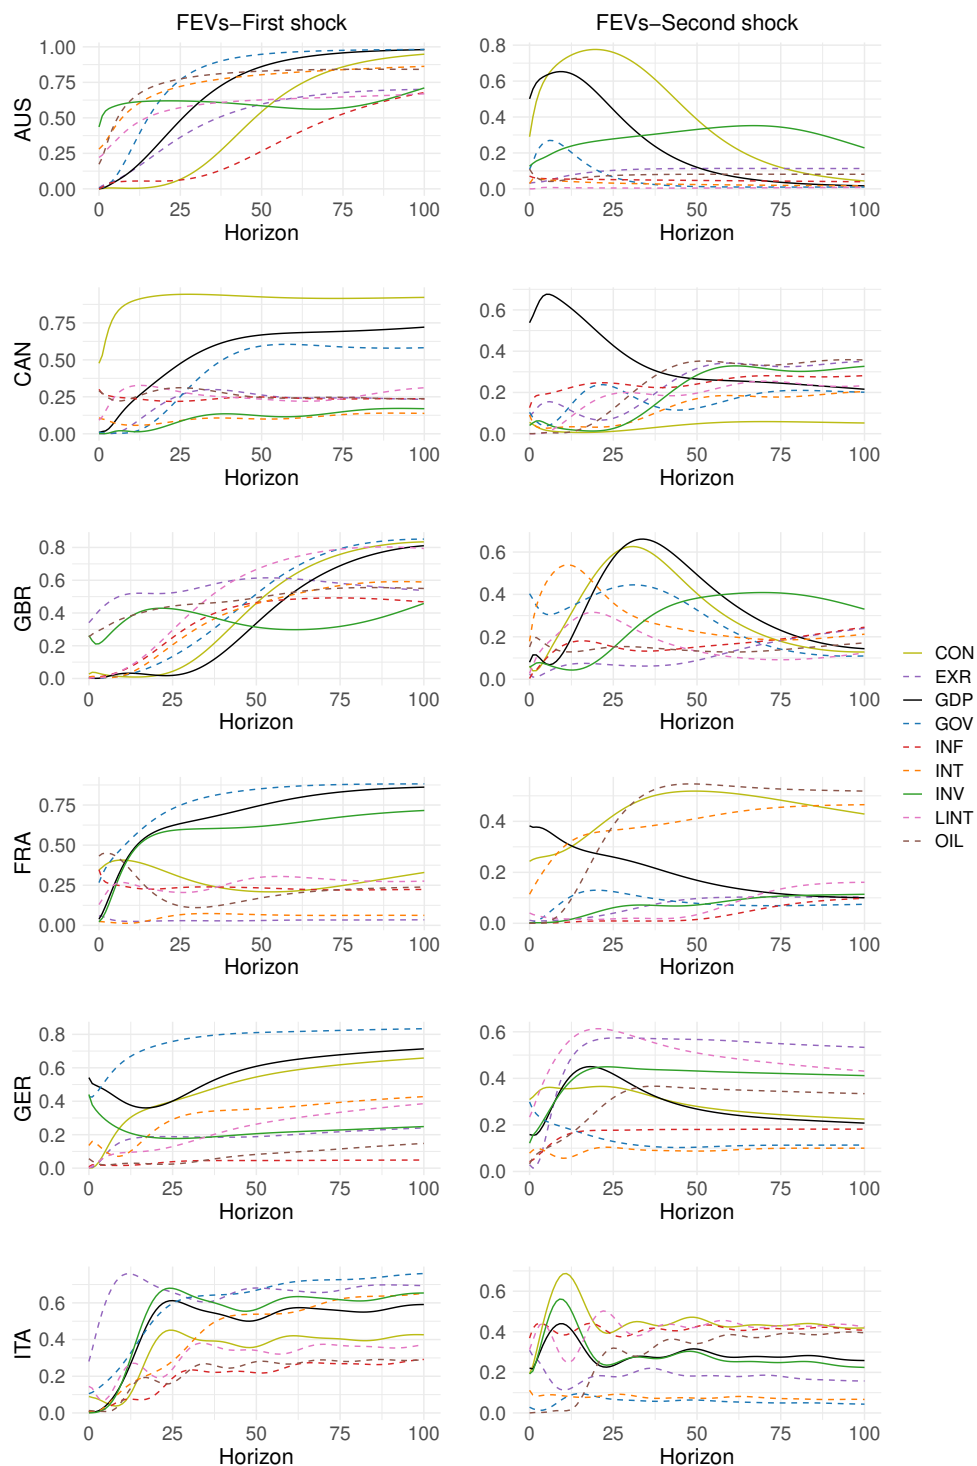 FEVs−First shock
FEVs−Second shock
AUS
1.00
0.75
0.50
0.25
0.00
0 25 50 75 100
Horizon
0.8
0.6
0.4
0.2
0.0
0 25 50 75 100
Horizon
CAN
0.75
0.50
0.25
0.00
0 25 50 75 100
Horizon
0.6
0.4
0.2
0.0
0 25 50 75 100
Horizon
GBR
0.8
0.6
0.4
0.2
0.0
0 25 50 75 100
Horizon
0.6
0.4
0.2
0.0
0 25 50 75 100
Horizon
CON
EXR
GDP
GOV
INF
INT
INV
LINT
OIL
FRA
0.75
0.50
0.25
0.00
0 25 50 75 100
Horizon
0.4
0.2
0.0
0 25 50 75 100
Horizon
GER
0.8
0.6
0.4
0.2
0.0
0 25 50 75 100
Horizon
0.6
0.4
0.2
0.0
0 25 50 75 100
Horizon
ITA
0.6
0.4
0.2
0.0
0 25 50 75 100
Horizon
0.6
0.4
0.2
0.0
0 25 50 75 100
Horizon